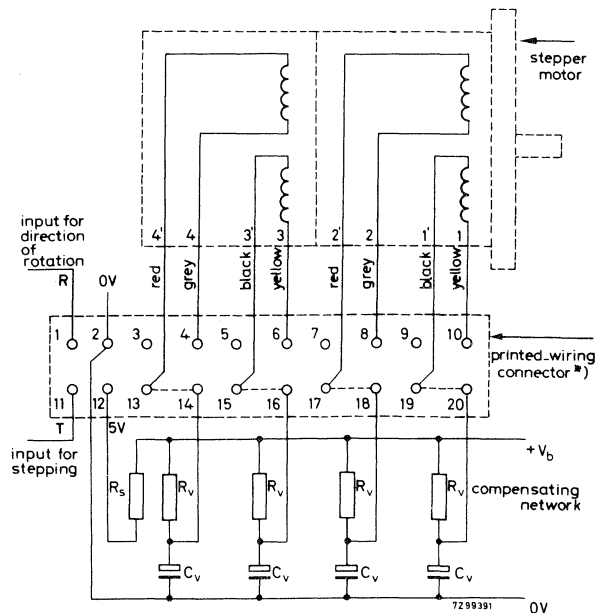 stepper
motor
input for
direction
of
rotation
R
0V
4' 4 3' 3 2' 2 1' 1
red grey black yellow red grey black yellow
1 2 3 4 5 6 7 8 9 10
printed-wiring
connector *)
11 12 13 14 15 16 17 18 19 20
T 5V
input for
stepping
+Vb
Rs Rv Rv Rv Rv
compensating
network
Cv Cv Cv Cv
7Z99391
0V